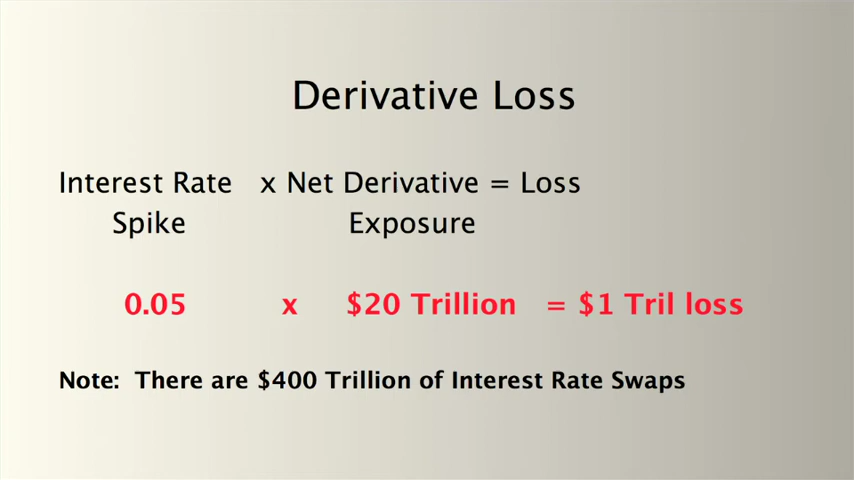 Derivative Loss
Interest Rate x Net Derivative = Loss
Spike Exposure
0.05 x $20 Trillion = $1 Tril loss
Note: There are $400 Trillion of Interest Rate Swaps